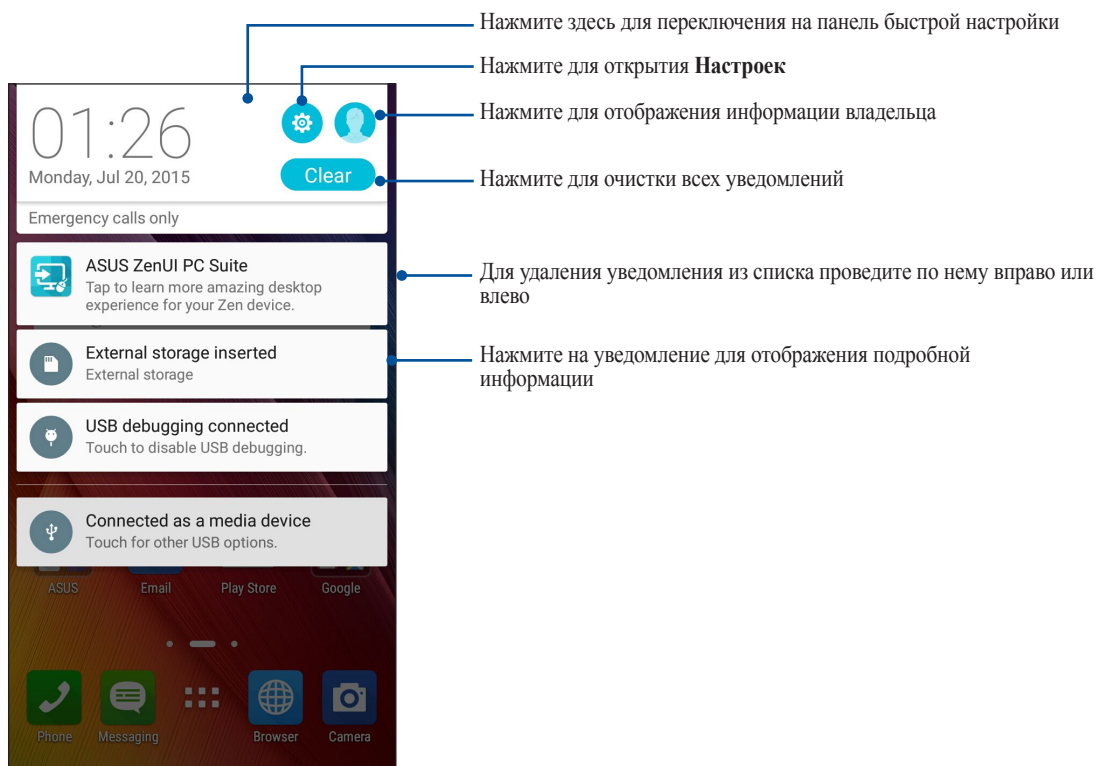 Нажмите здесь для переключения на панель быстрой настройки
Нажмите для открытия Настроек
Нажмите для отображения информации владельца
Нажмите для очистки всех уведомлений
Для удаления уведомления из списка проведите по нему вправо или
влево
Нажмите на уведомление для отображения подробной
информации
01:26
Monday, Jul 20, 2015
Clear
Emergency calls only
ASUS ZenUI PC Suite
Tap to learn more amazing desktop
experience for your Zen device.
External storage inserted
External storage
USB debugging connected
Touch to disable USB debugging.
Connected as a media device
Touch for other USB options.
ASUS Email Play Store Google
Phone Messaging Browser Camera